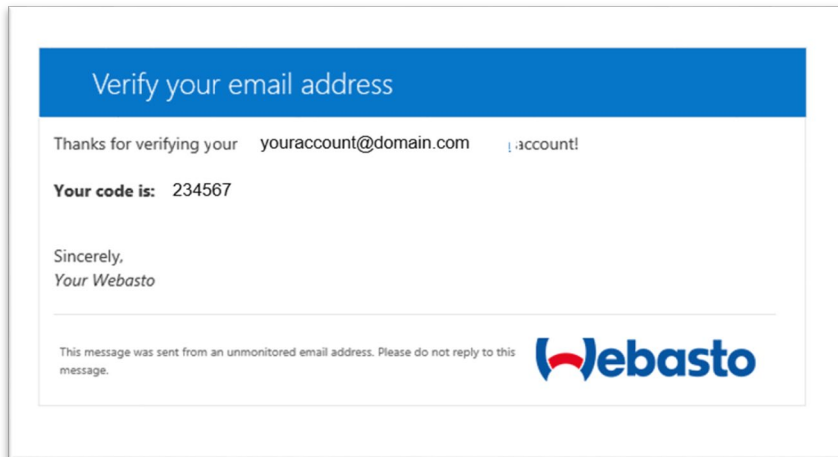 Verify your email address
Thanks for verifying your youraccount@domain.com account!
Your code is: 234567
Sincerely,
Your Webasto
This message was sent from an unmonitored email address. Please do not reply to this
message.
Webasto